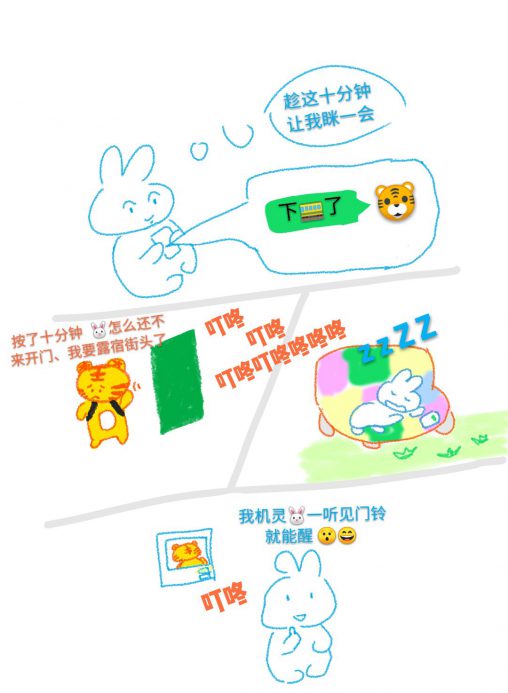 趁这十分钟
让我眯一会
下🚃了
按了十分钟 🐰怎么还不
来开门、我要露宿街头了
叮咚
叮咚
叮咚叮咚咚咚咚
ZZZZ
我机灵🐰一听见门铃
就能醒😮😄
叮咚